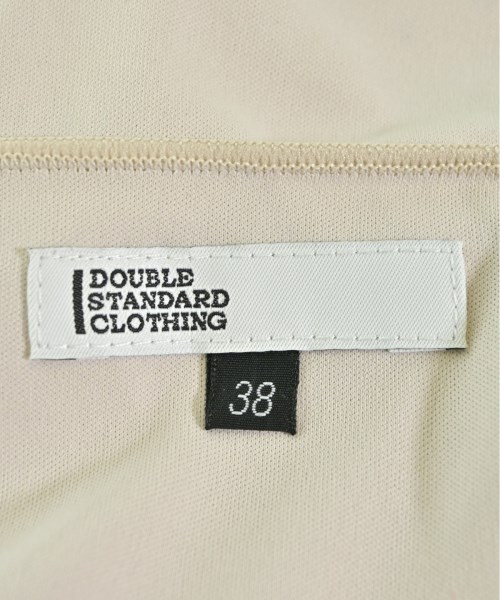 DOUBLE
STANDARD
CLOTHING
38